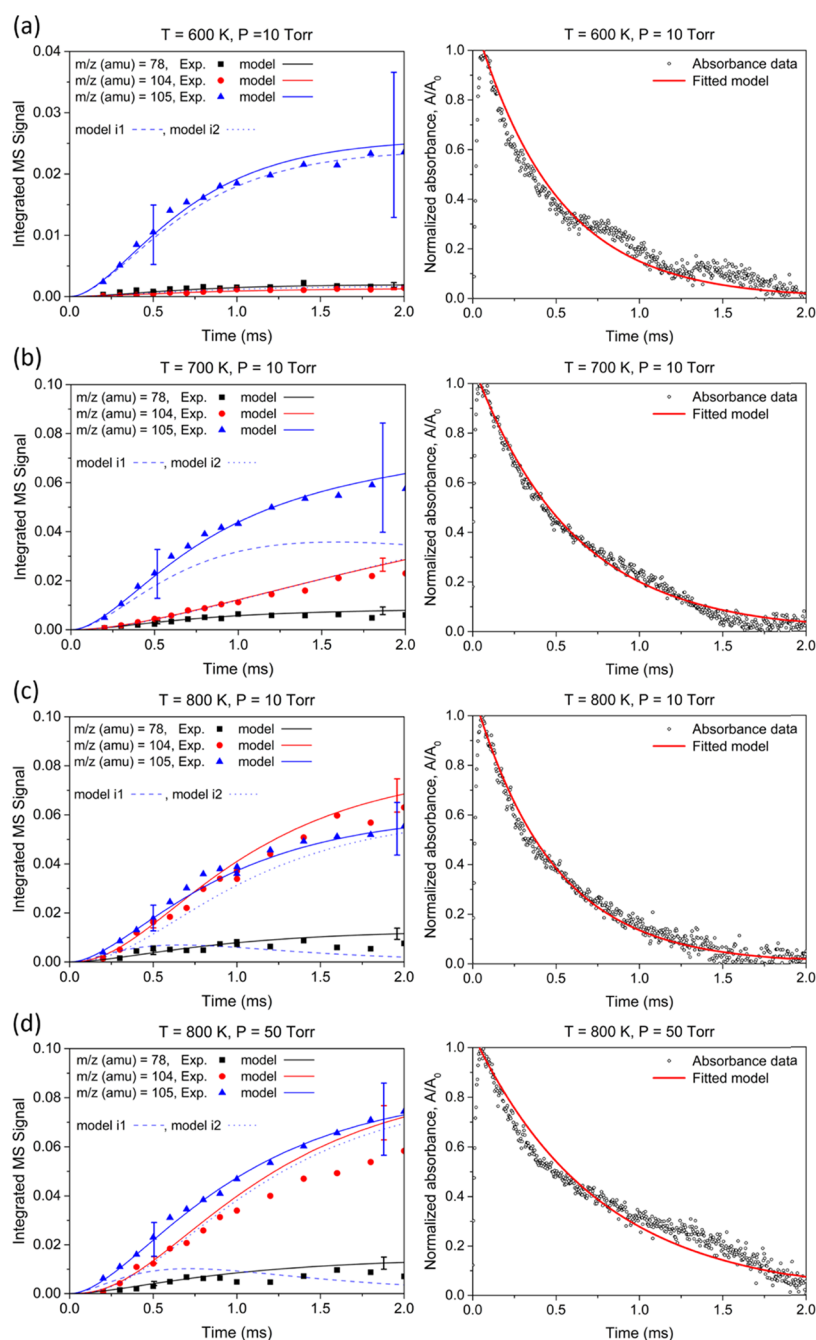 (a)
T = 600 K, P =10 Torr
0.04
0.03
0.02
0.01
0.00
Integrated MS Signal
m/z (amu) = 78, Exp. model
m/z (amu) = 104, Exp. model
m/z (amu) = 105, Exp. model
model i1 , model i2
0.0 0.5 1.0 1.5 2.0
Time (ms)
T = 600 K, P = 10 Torr
1.0
0.8
0.6
0.4
0.2
0.0
Normalized absorbance, A/A0
Absorbance data
Fitted model
0.0 0.5 1.0 1.5 2.0
Time (ms)
(b)
T = 700 K, P = 10 Torr
0.10
0.08
0.06
0.04
0.02
0.00
Integrated MS Signal
m/z (amu) = 78, Exp. model
m/z (amu) = 104, Exp. model
m/z (amu) = 105, Exp. model
model i1 , model i2
0.0 0.5 1.0 1.5 2.0
Time (ms)
T = 700 K, P = 10 Torr
1.0
0.8
0.6
0.4
0.2
0.0
Normalized absorbance, A/A0
Absorbance data
Fitted model
0.0 0.5 1.0 1.5 2.0
Time (ms)
(c)
T = 800 K, P = 10 Torr
0.10
0.08
0.06
0.04
0.02
0.00
Integrated MS Signal
m/z (amu) = 78, Exp. model
m/z (amu) = 104, Exp. model
m/z (amu) = 105, Exp. model
model i1 , model i2
0.0 0.5 1.0 1.5 2.0
Time (ms)
T = 800 K, P = 10 Torr
1.0
0.8
0.6
0.4
0.2
0.0
Normalized absorbance, A/A0
Absorbance data
Fitted model
0.0 0.5 1.0 1.5 2.0
Time (ms)
(d)
T = 800 K, P = 50 Torr
0.10
0.08
0.06
0.04
0.02
0.00
Integrated MS Signal
m/z (amu) = 78, Exp. model
m/z (amu) = 104, Exp. model
m/z (amu) = 105, Exp. model
model i1 , model i2
0.0 0.5 1.0 1.5 2.0
Time (ms)
T = 800 K, P = 50 Torr
1.0
0.8
0.6
0.4
0.2
0.0
Normalized absorbance, A/A0
Absorbance data
Fitted model
0.0 0.5 1.0 1.5 2.0
Time (ms)